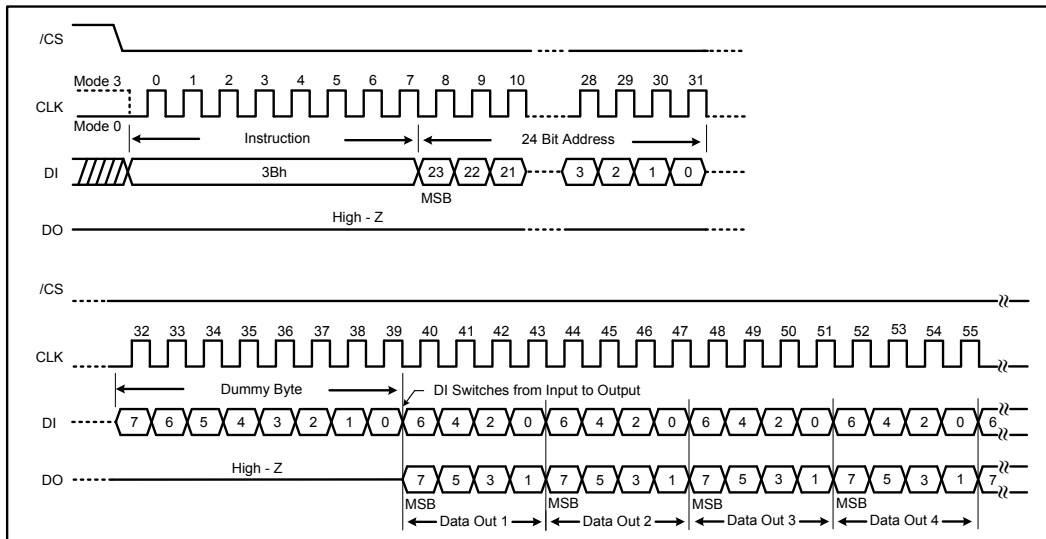 /CS
Mode 3 0 1 2 3 4 5 6 7 8 9 10 28 29 30 31
CLK
Mode 0
Instruction 24 Bit Address
DI 3Bh 23 22 21 3 2 1 0
MSB
High - Z
DO
/CS
32 33 34 35 36 37 38 39 40 41 42 43 44 45 46 47 48 49 50 51 52 53 54 55
CLK
Dummy Byte DI Switches from Input to Output
DI 7 6 5 4 3 2 1 0 6 4 2 0 6 4 2 0 6 4 2 0 6 4 2 0 6
High - Z
DO 7 5 3 1 7 5 3 1 7 5 3 1 7 5 3 1 7
MSB MSB MSB MSB
Data Out 1 Data Out 2 Data Out 3 Data Out 4